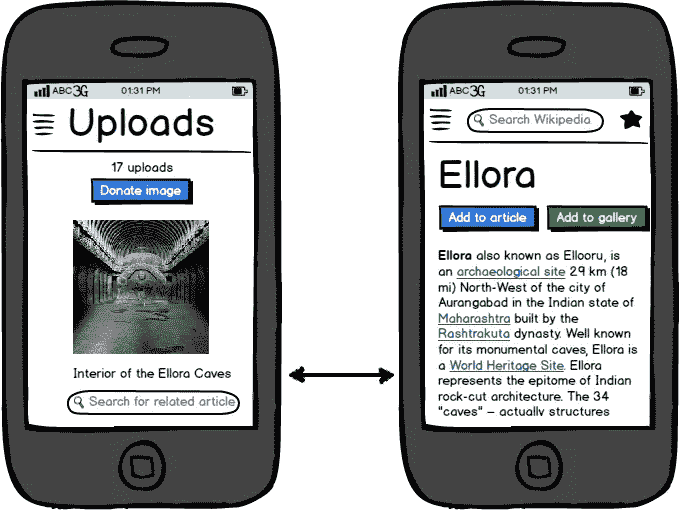 ABC 3G 01:31 PM
Uploads
17 uploads
Donate image
Interior of the Ellora Caves
Search for related article
ABC 3G 01:31 PM
Search Wikipedia
Ellora
Add to article
Add to gallery
Ellora also known as Ellooru, is
an archaeological site 29 km (18
mi) North-West of the city of
Aurangabad in the Indian state of
Maharashtra built by the
Rashtrakuta dynasty. Well known
for its monumental caves, Ellora is
a World Heritage Site. Ellora
represents the epitome of Indian
rock-cut architecture. The 34
"caves" – actually structures